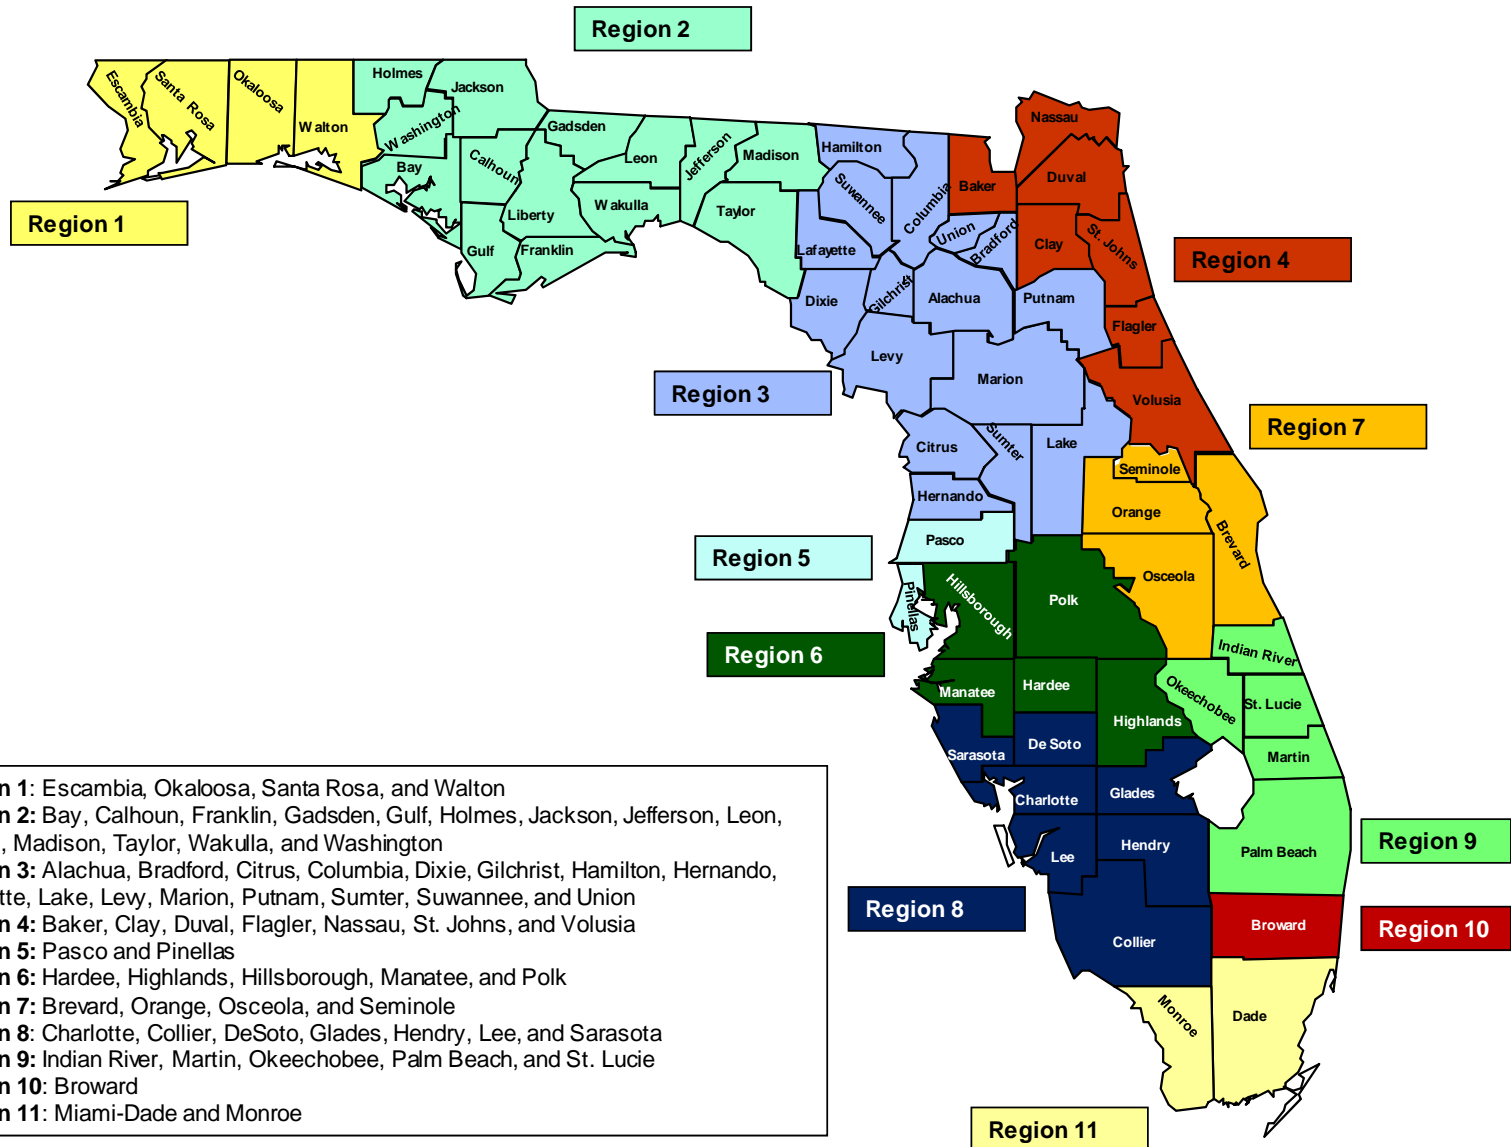 Region 2
Holmes
Jackson
Escambia
Santa Rosa
Okaloosa
Walton
Washington
Bay
Calhoun
Gadsden
Leon
Jefferson
Madison
Hamilton
Nassau
Baker
Duval
Suwannee
Columbia
Region 1
Gulf
Liberty
Franklin
Wakulla
Taylor
Lafayette
Union
Bradford
Clay
St. Johns
Region 4
Dixie
Gilchrist
Alachua
Putnam
Flagler
Levy
Marion
Volusia
Region 3
Region 7
Citrus
Sumter
Lake
Seminole
Hernando
Orange
Brevard
Pasco
Region 5
Osceola
Pinellas
Hillsborough
Polk
Region 6
Indian River
Manatee
Hardee
Okeechobee
St. Lucie
Highlands
Sarasota
De Soto
Martin
Charlotte
Glades
Lee
Hendry
Palm Beach
Region 9
Region 8
Collier
Broward
Region 10
Monroe
Dade
Region 11
n 1: Escambia, Okaloosa, Santa Rosa, and Walton
n 2: Bay, Calhoun, Franklin, Gadsden, Gulf, Holmes, Jackson, Jefferson, Leon,
, Madison, Taylor, Wakulla, and Washington
n 3: Alachua, Bradford, Citrus, Columbia, Dixie, Gilchrist, Hamilton, Hernando,
tte, Lake, Levy, Marion, Putnam, Sumter, Suwannee, and Union
n 4: Baker, Clay, Duval, Flagler, Nassau, St. Johns, and Volusia
n 5: Pasco and Pinellas
n 6: Hardee, Highlands, Hillsborough, Manatee, and Polk
n 7: Brevard, Orange, Osceola, and Seminole
n 8: Charlotte, Collier, DeSoto, Glades, Hendry, Lee, and Sarasota
n 9: Indian River, Martin, Okeechobee, Palm Beach, and St. Lucie
n 10: Broward
n 11: Miami-Dade and Monroe